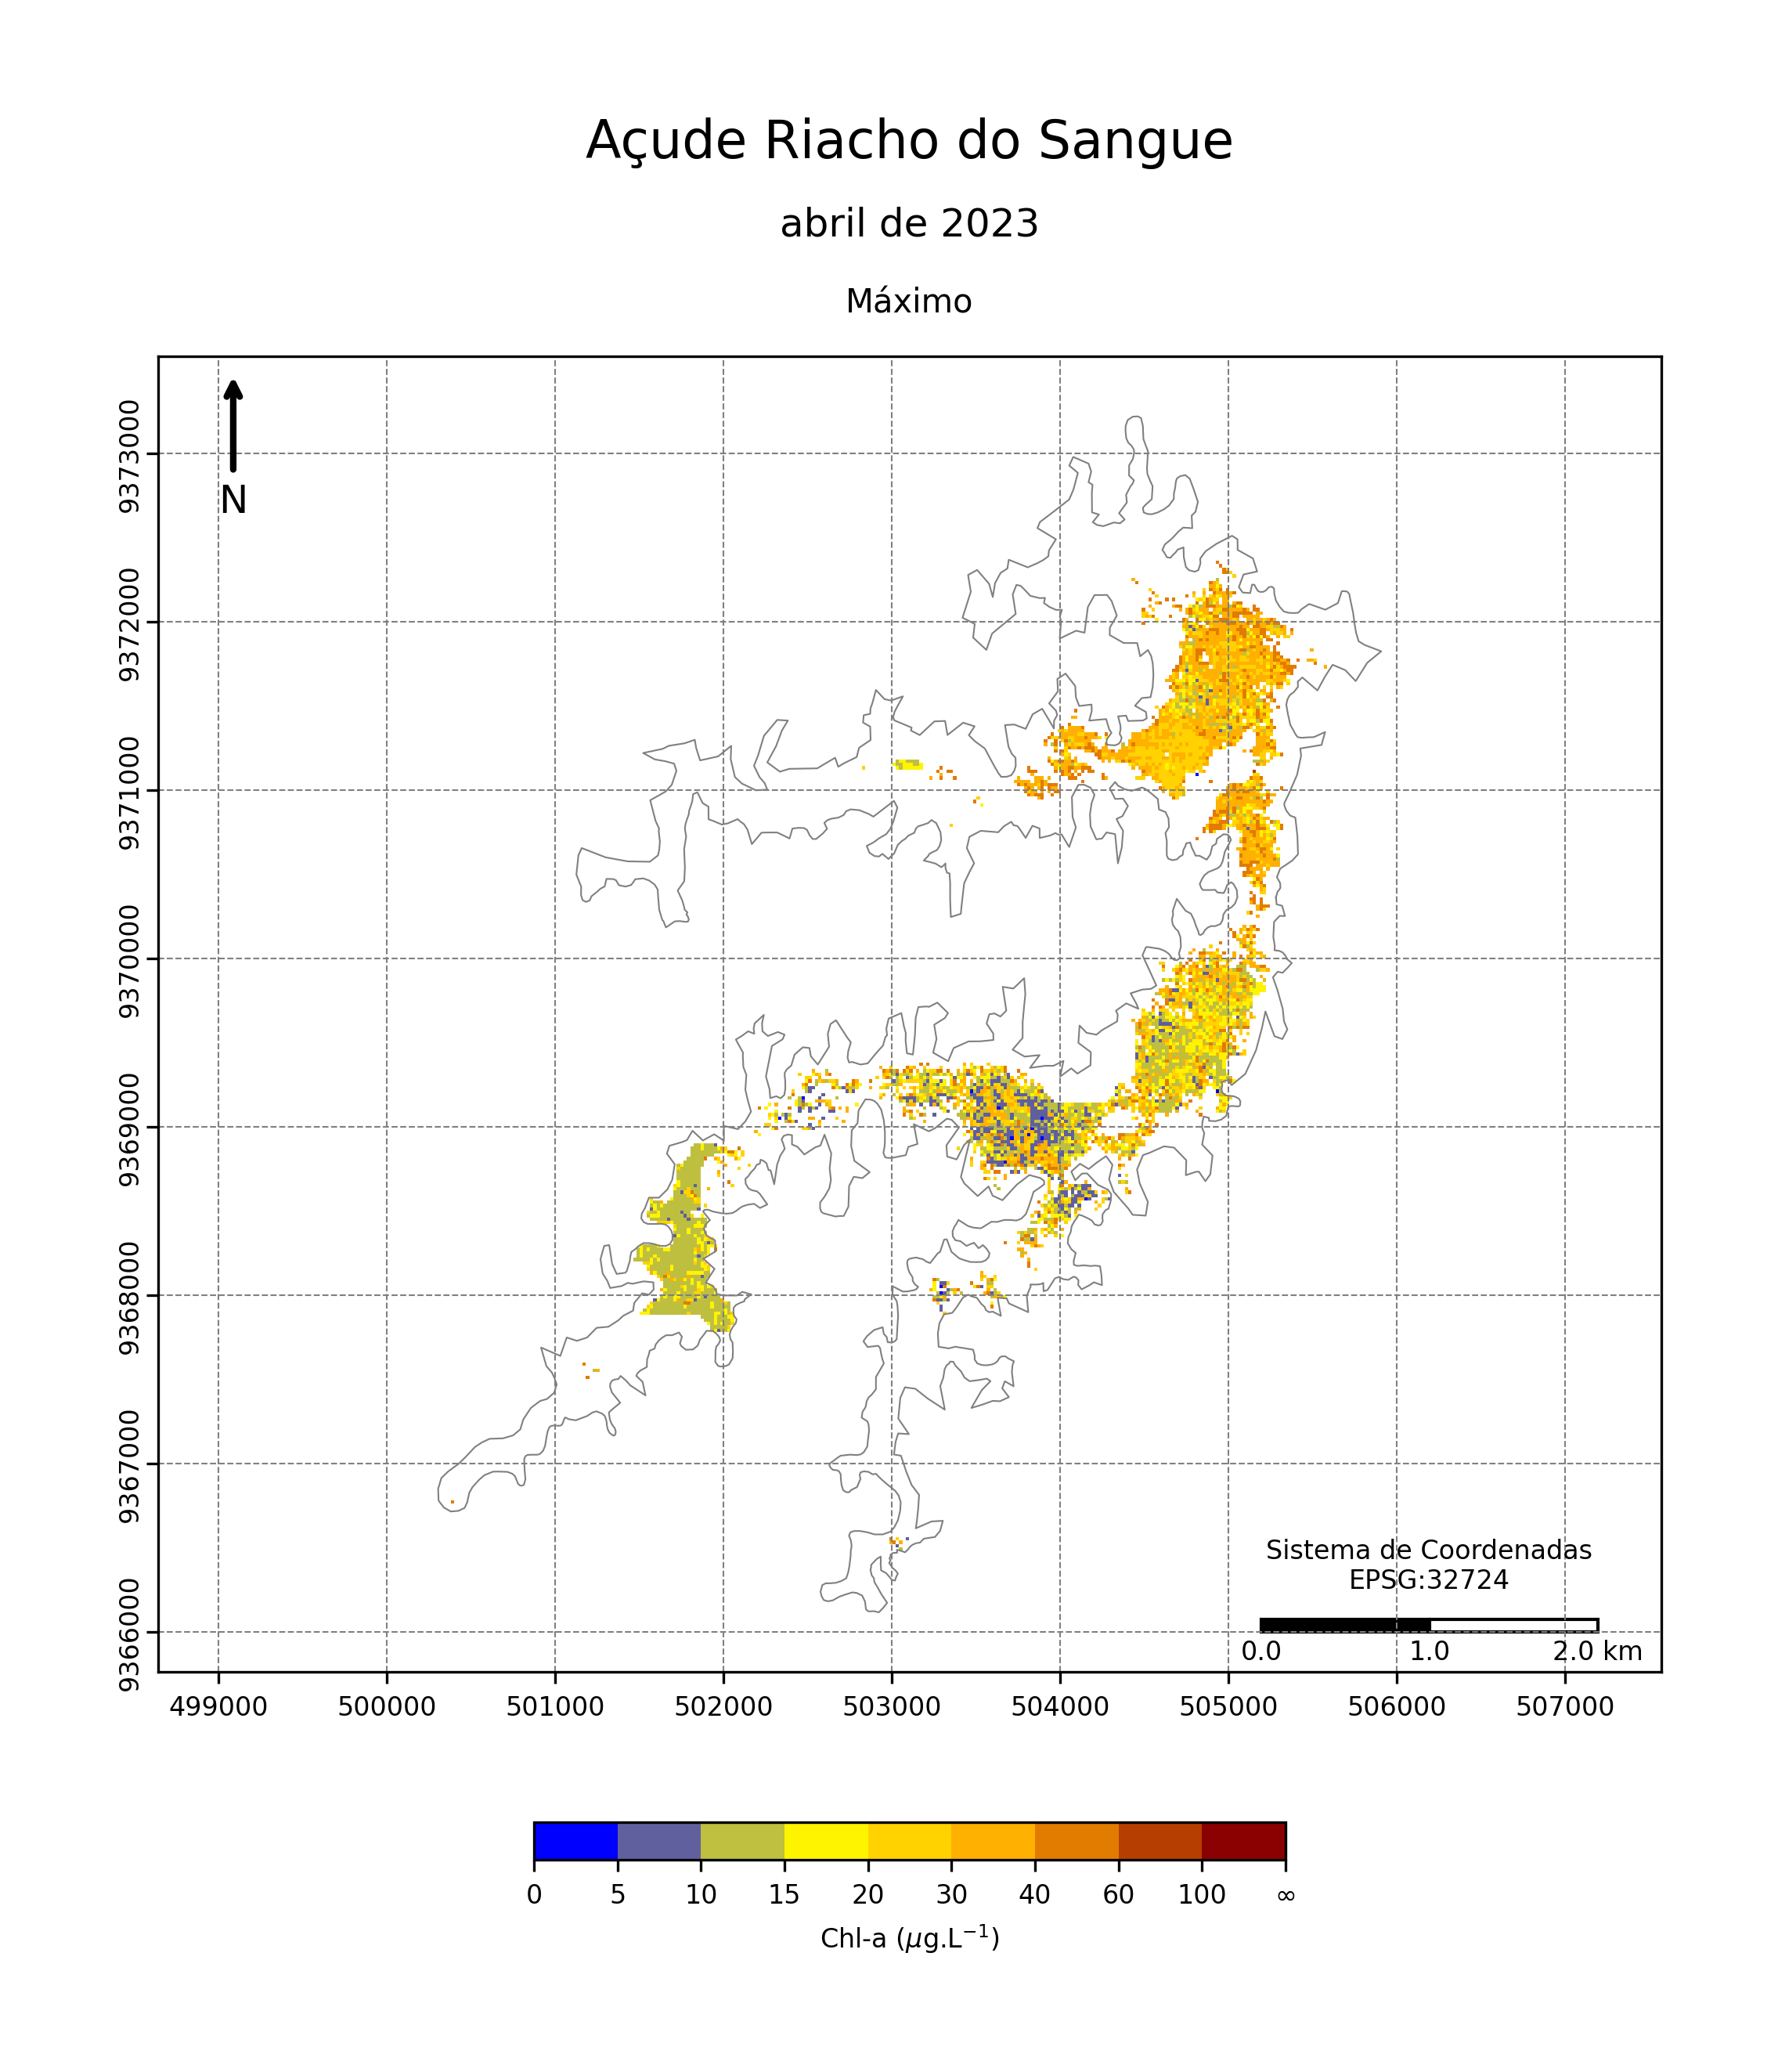 Açude Riacho do Sangue
abril de 2023
Máximo
N
9373000
9372000
9371000
9370000
9369000
9368000
9367000
9366000
Sistema de Coordenadas
EPSG:32724
0.0 1.0 2.0 km
499000 500000 501000 502000 503000 504000 505000 506000 507000
0 5 10 15 20 30 40 60 100 ∞
Chl-a (μg.L⁻¹)